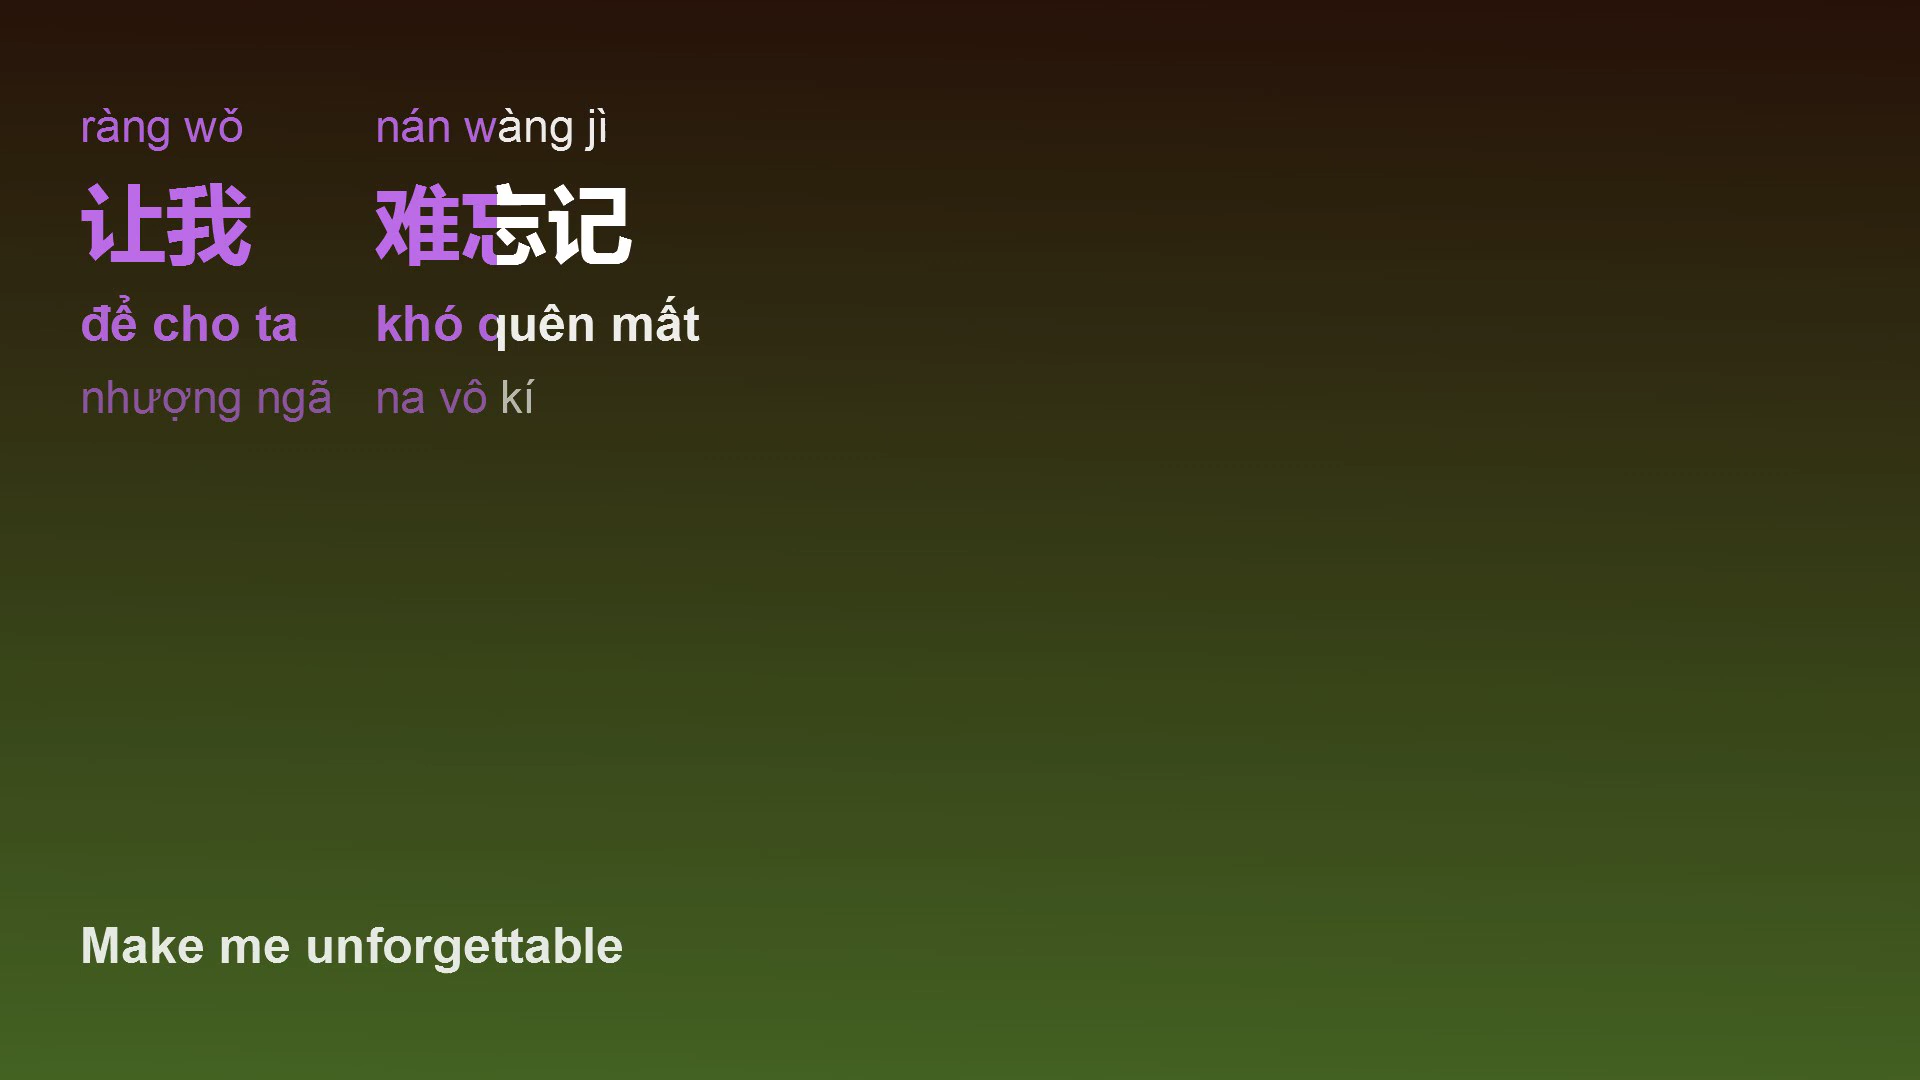 ràng wǒ nán wàng jì
让我 难忘记
để cho ta khó quên mất
nhượng ngã na vô kí
Make me unforgettable